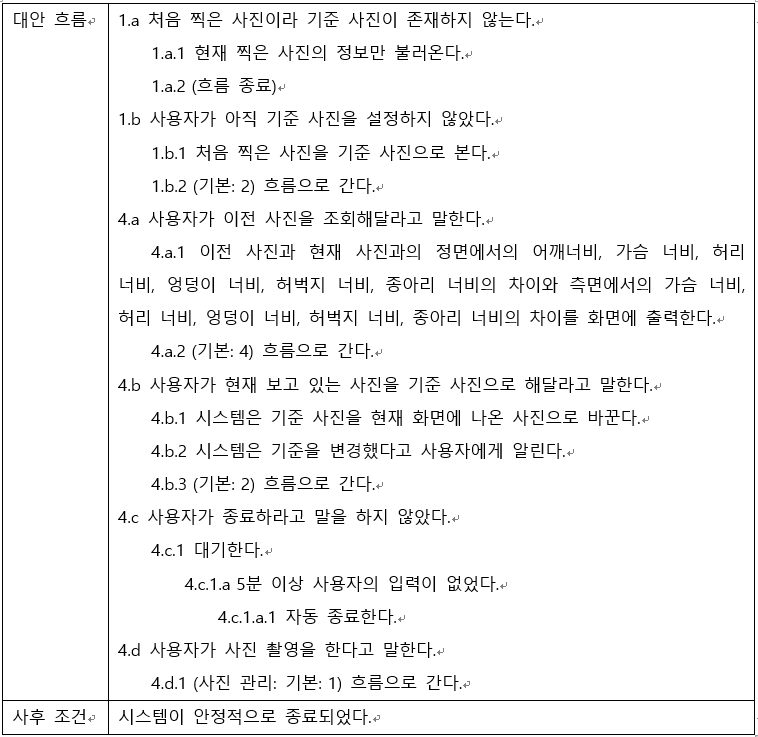 대안 흐름
1.a 처음 찍은 사진이라 기준 사진이 존재하지 않는다.
1.a.1 현재 찍은 사진의 정보만 불러온다.
1.a.2 (흐름 종료)
1.b 사용자가 아직 기준 사진을 설정하지 않았다.
1.b.1 처음 찍은 사진을 기준 사진으로 본다.
1.b.2 (기본: 2) 흐름으로 간다.
4.a 사용자가 이전 사진을 조회해달라고 말한다.
4.a.1 이전 사진과 현재 사진과의 정면에서의 어깨너비, 가슴 너비, 허리
너비, 엉덩이 너비, 허벅지 너비, 종아리 너비의 차이와 측면에서의 가슴 너비,
허리 너비, 엉덩이 너비, 허벅지 너비, 종아리 너비의 차이를 화면에 출력한다.
4.a.2 (기본: 4) 흐름으로 간다.
4.b 사용자가 현재 보고 있는 사진을 기준 사진으로 해달라고 말한다.
4.b.1 시스템은 기준 사진을 현재 화면에 나온 사진으로 바꾼다.
4.b.2 시스템은 기준을 변경했다고 사용자에게 알린다.
4.b.3 (기본: 2) 흐름으로 간다.
4.c 사용자가 종료하라고 말을 하지 않았다.
4.c.1 대기한다.
4.c.1.a 5분 이상 사용자의 입력이 없었다.
4.c.1.a.1 자동 종료한다.
4.d 사용자가 사진 촬영을 한다고 말한다.
4.d.1 (사진 관리: 기본: 1) 흐름으로 간다.
사후 조건
시스템이 안정적으로 종료되었다.